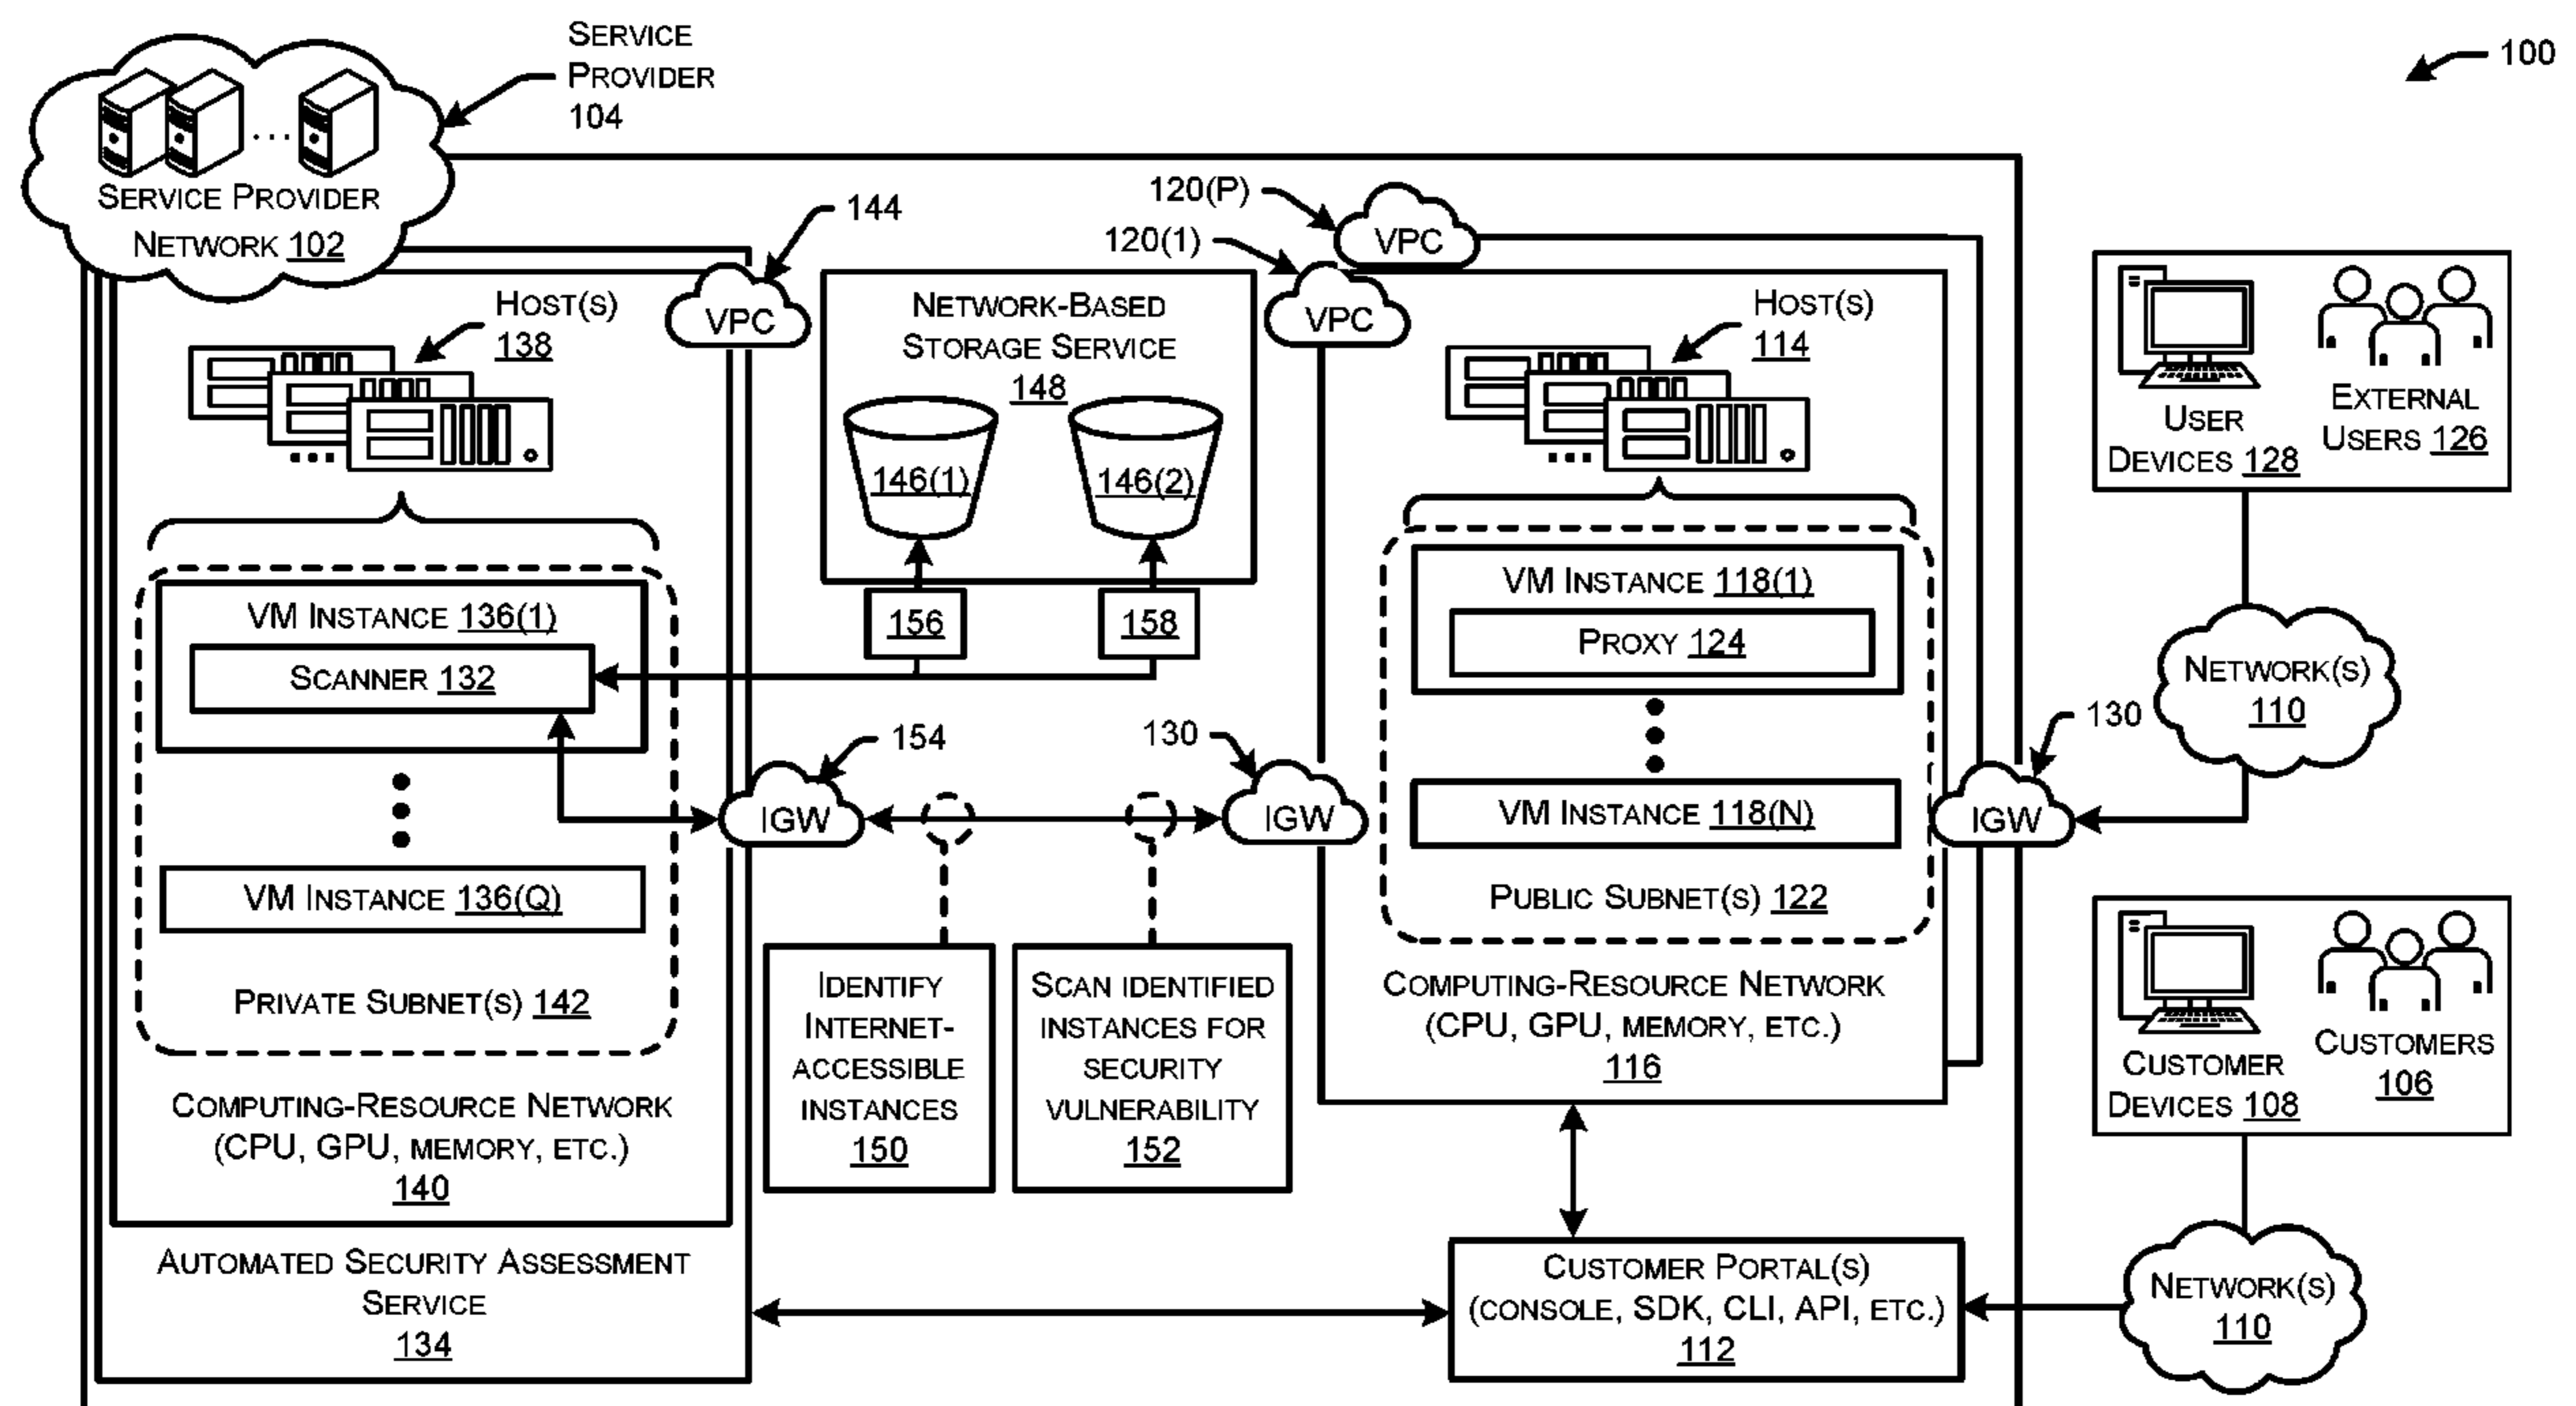 SERVICE
PROVIDER
104
100
SERVICE PROVIDER
NETWORK 102
144
120(P)
VPC
120(1)
VPC
VPC
HOST(S)
138
NETWORK-BASED
STORAGE SERVICE
148
146(1)
146(2)
HOST(S)
114
USER
DEVICES 128
EXTERNAL
USERS 126
VM INSTANCE 136(1)
SCANNER 132
156
158
VM INSTANCE 118(1)
PROXY 124
NETWORK(S)
110
154
130
130
IGW
IGW
IGW
VM INSTANCE 118(N)
VM INSTANCE 136(Q)
PUBLIC SUBNET(S) 122
PRIVATE SUBNET(S) 142
IDENTIFY
INTERNET-
ACCESSIBLE
INSTANCES
150
SCAN IDENTIFIED
INSTANCES FOR
SECURITY
VULNERABILITY
152
COMPUTING-RESOURCE NETWORK
(CPU, GPU, MEMORY, ETC.)
116
CUSTOMER
DEVICES 108
CUSTOMERS
106
COMPUTING-RESOURCE NETWORK
(CPU, GPU, MEMORY, ETC.)
140
AUTOMATED SECURITY ASSESSMENT
SERVICE
134
CUSTOMER PORTAL(S)
(CONSOLE, SDK, CLI, API, ETC.)
112
NETWORK(S)
110